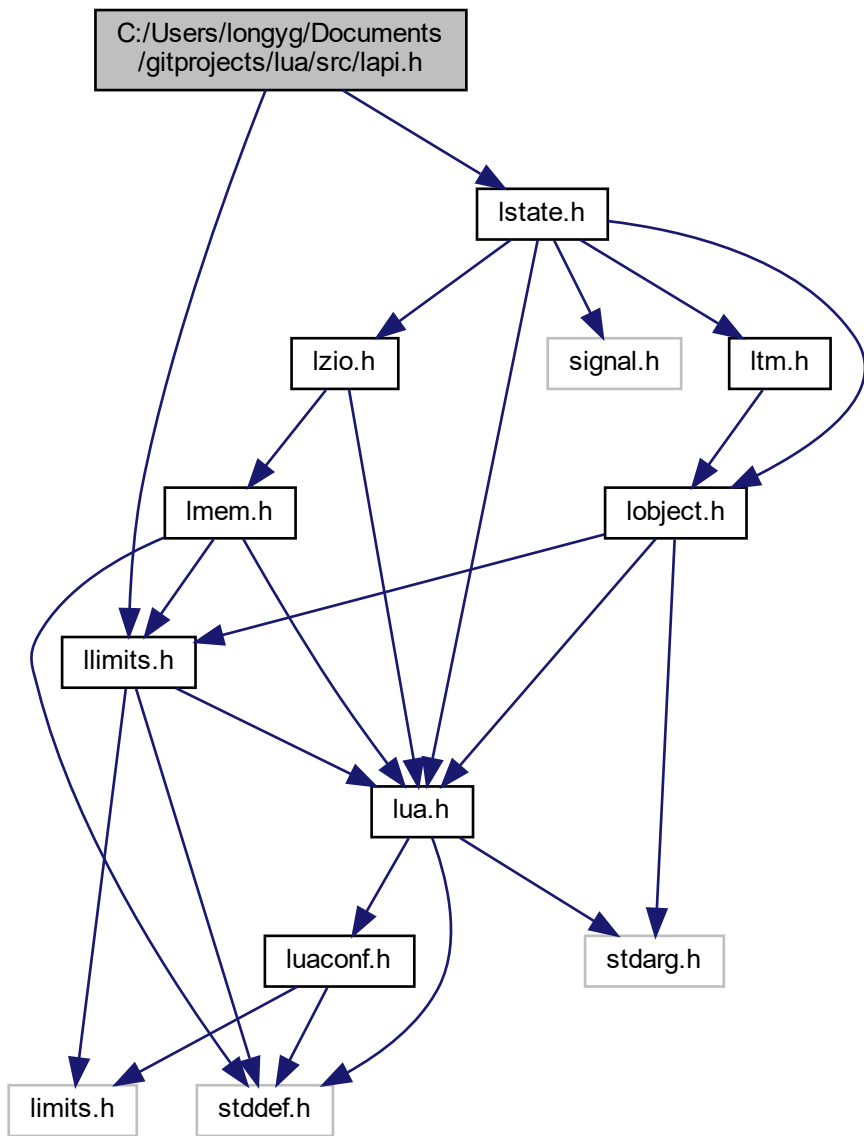 C:/Users/longyg/Documents
/gitprojects/lua/src/lapi.h
lstate.h
lzio.h
signal.h
ltm.h
lmem.h
lobject.h
llimits.h
lua.h
luaconf.h
stdarg.h
limits.h
stddef.h